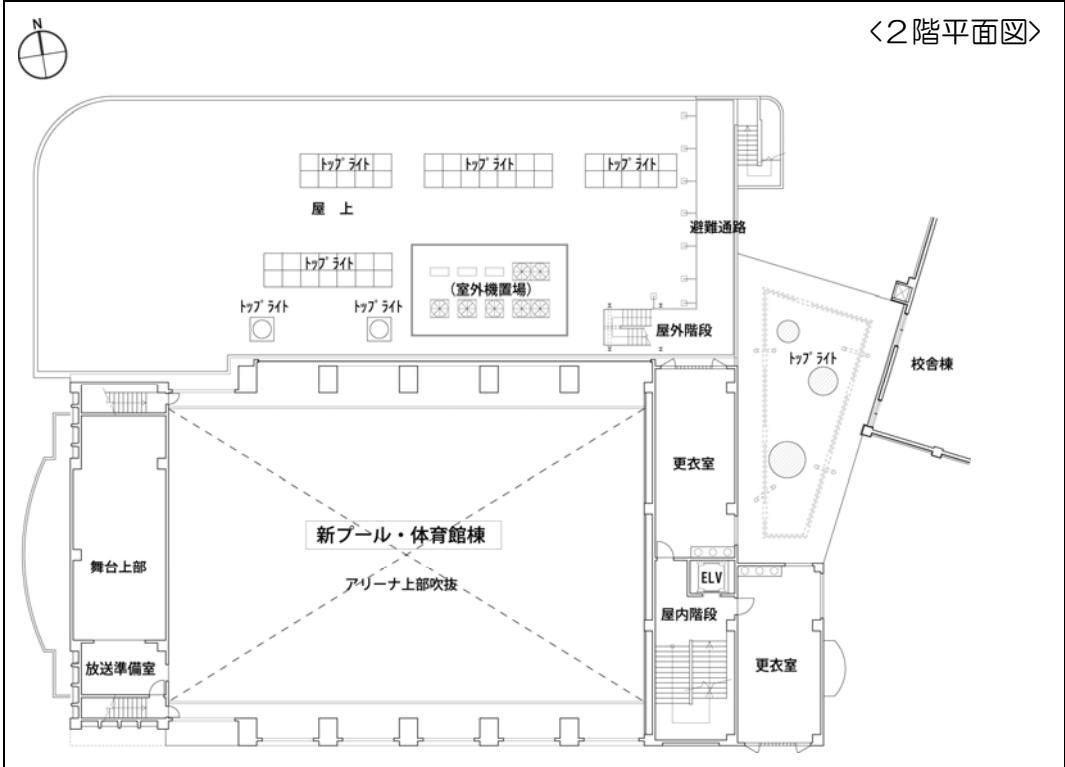 N
<2階平面図>
トップライト
トップライト
トップライト
屋 上
避難通路
トップライト
(室外機置場)
トップライト
トップライト
屋外階段
トップライト
校舎棟
更衣室
新プール・体育館棟
アリーナ上部吹抜
舞台上部
ELV
屋内階段
放送準備室
更衣室